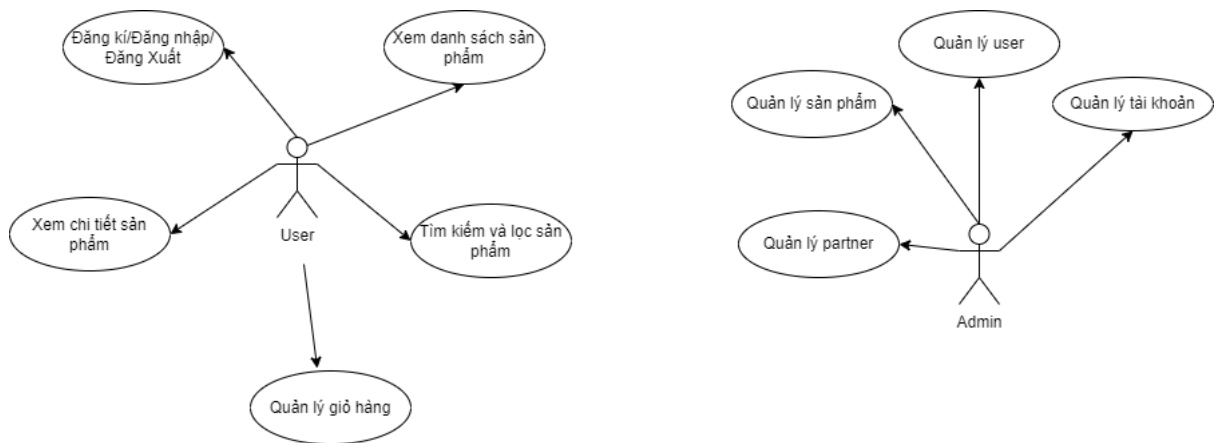 Đăng kí/Đăng nhập/
Đăng Xuất
Xem danh sách sản
phẩm
Xem chi tiết sản
phẩm
User
Tìm kiếm và lọc sản
phẩm
Quản lý giỏ hàng
Quản lý user
Quản lý sản phẩm
Quản lý tài khoản
Quản lý partner
Admin